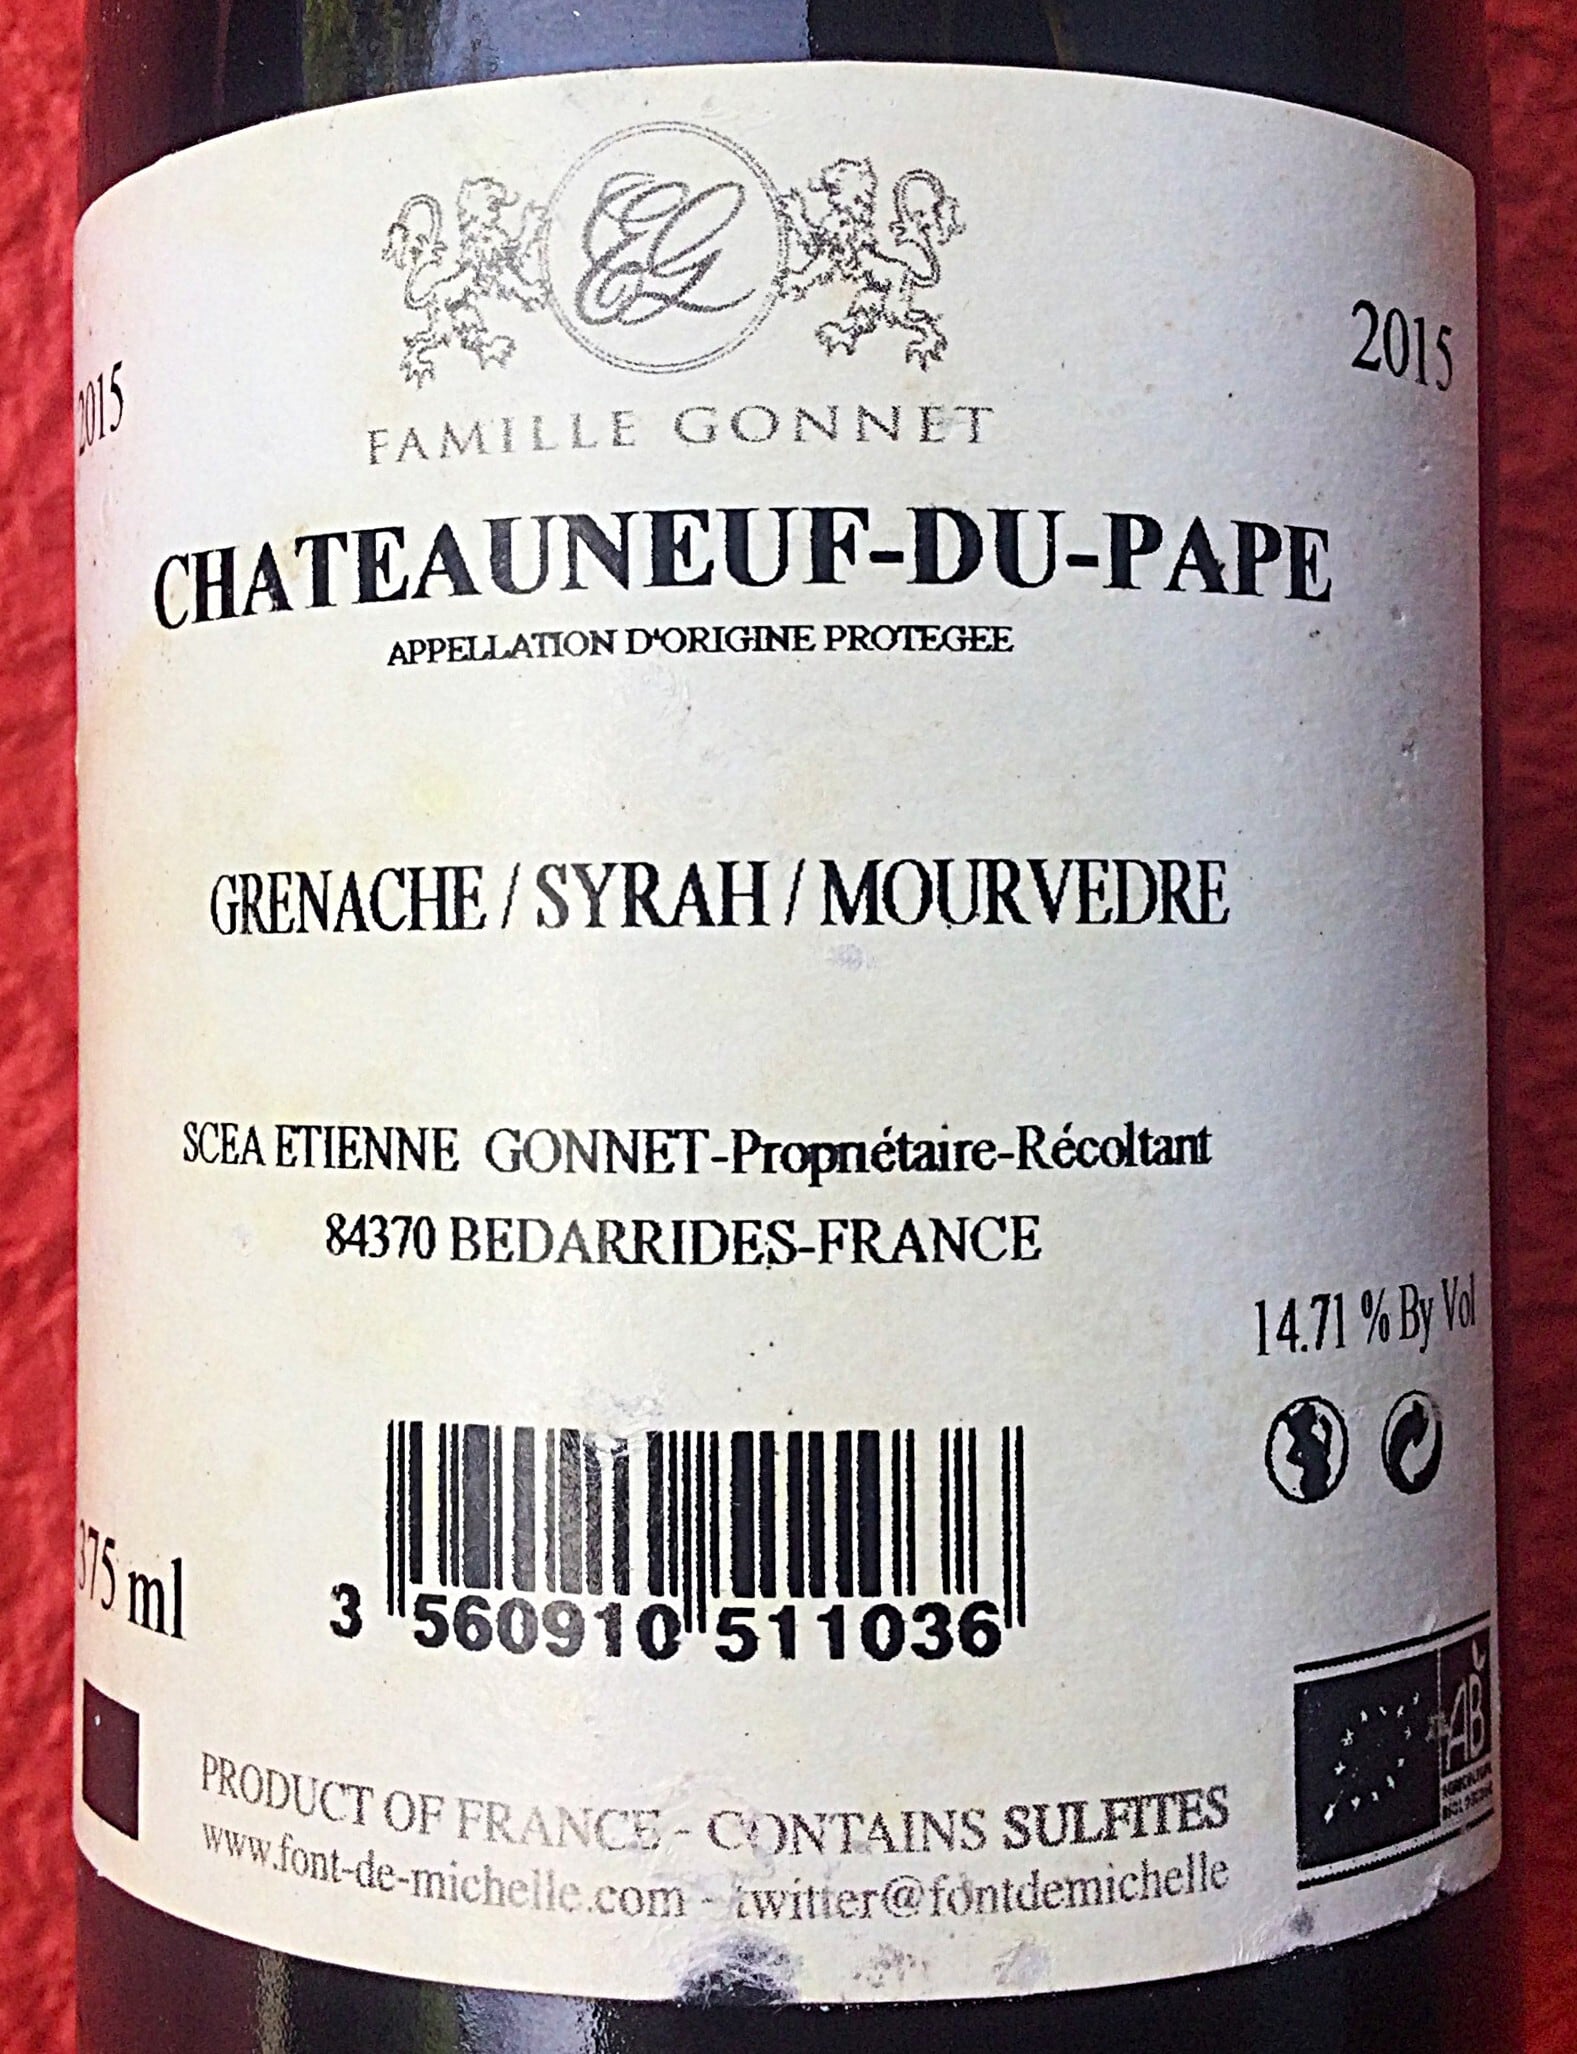 EG
FAMILLE GONNET
2015
2015
CHATEAUNEUF-DU-PAPE
APPELLATION D'ORIGINE PROTEGEE
GRENACHE / SYRAH / MOURVEDRE
SCEA ETIENNE GONNET-Propriétaire-Récoltant
84370 BEDARRIDES-FRANCE
14.71 % By Vol
375 ml
3 560910 511036
AB
PRODUCT OF FRANCE - CONTAINS SULFITES
www.font-de-michelle.com - twitter@fontdemichelle